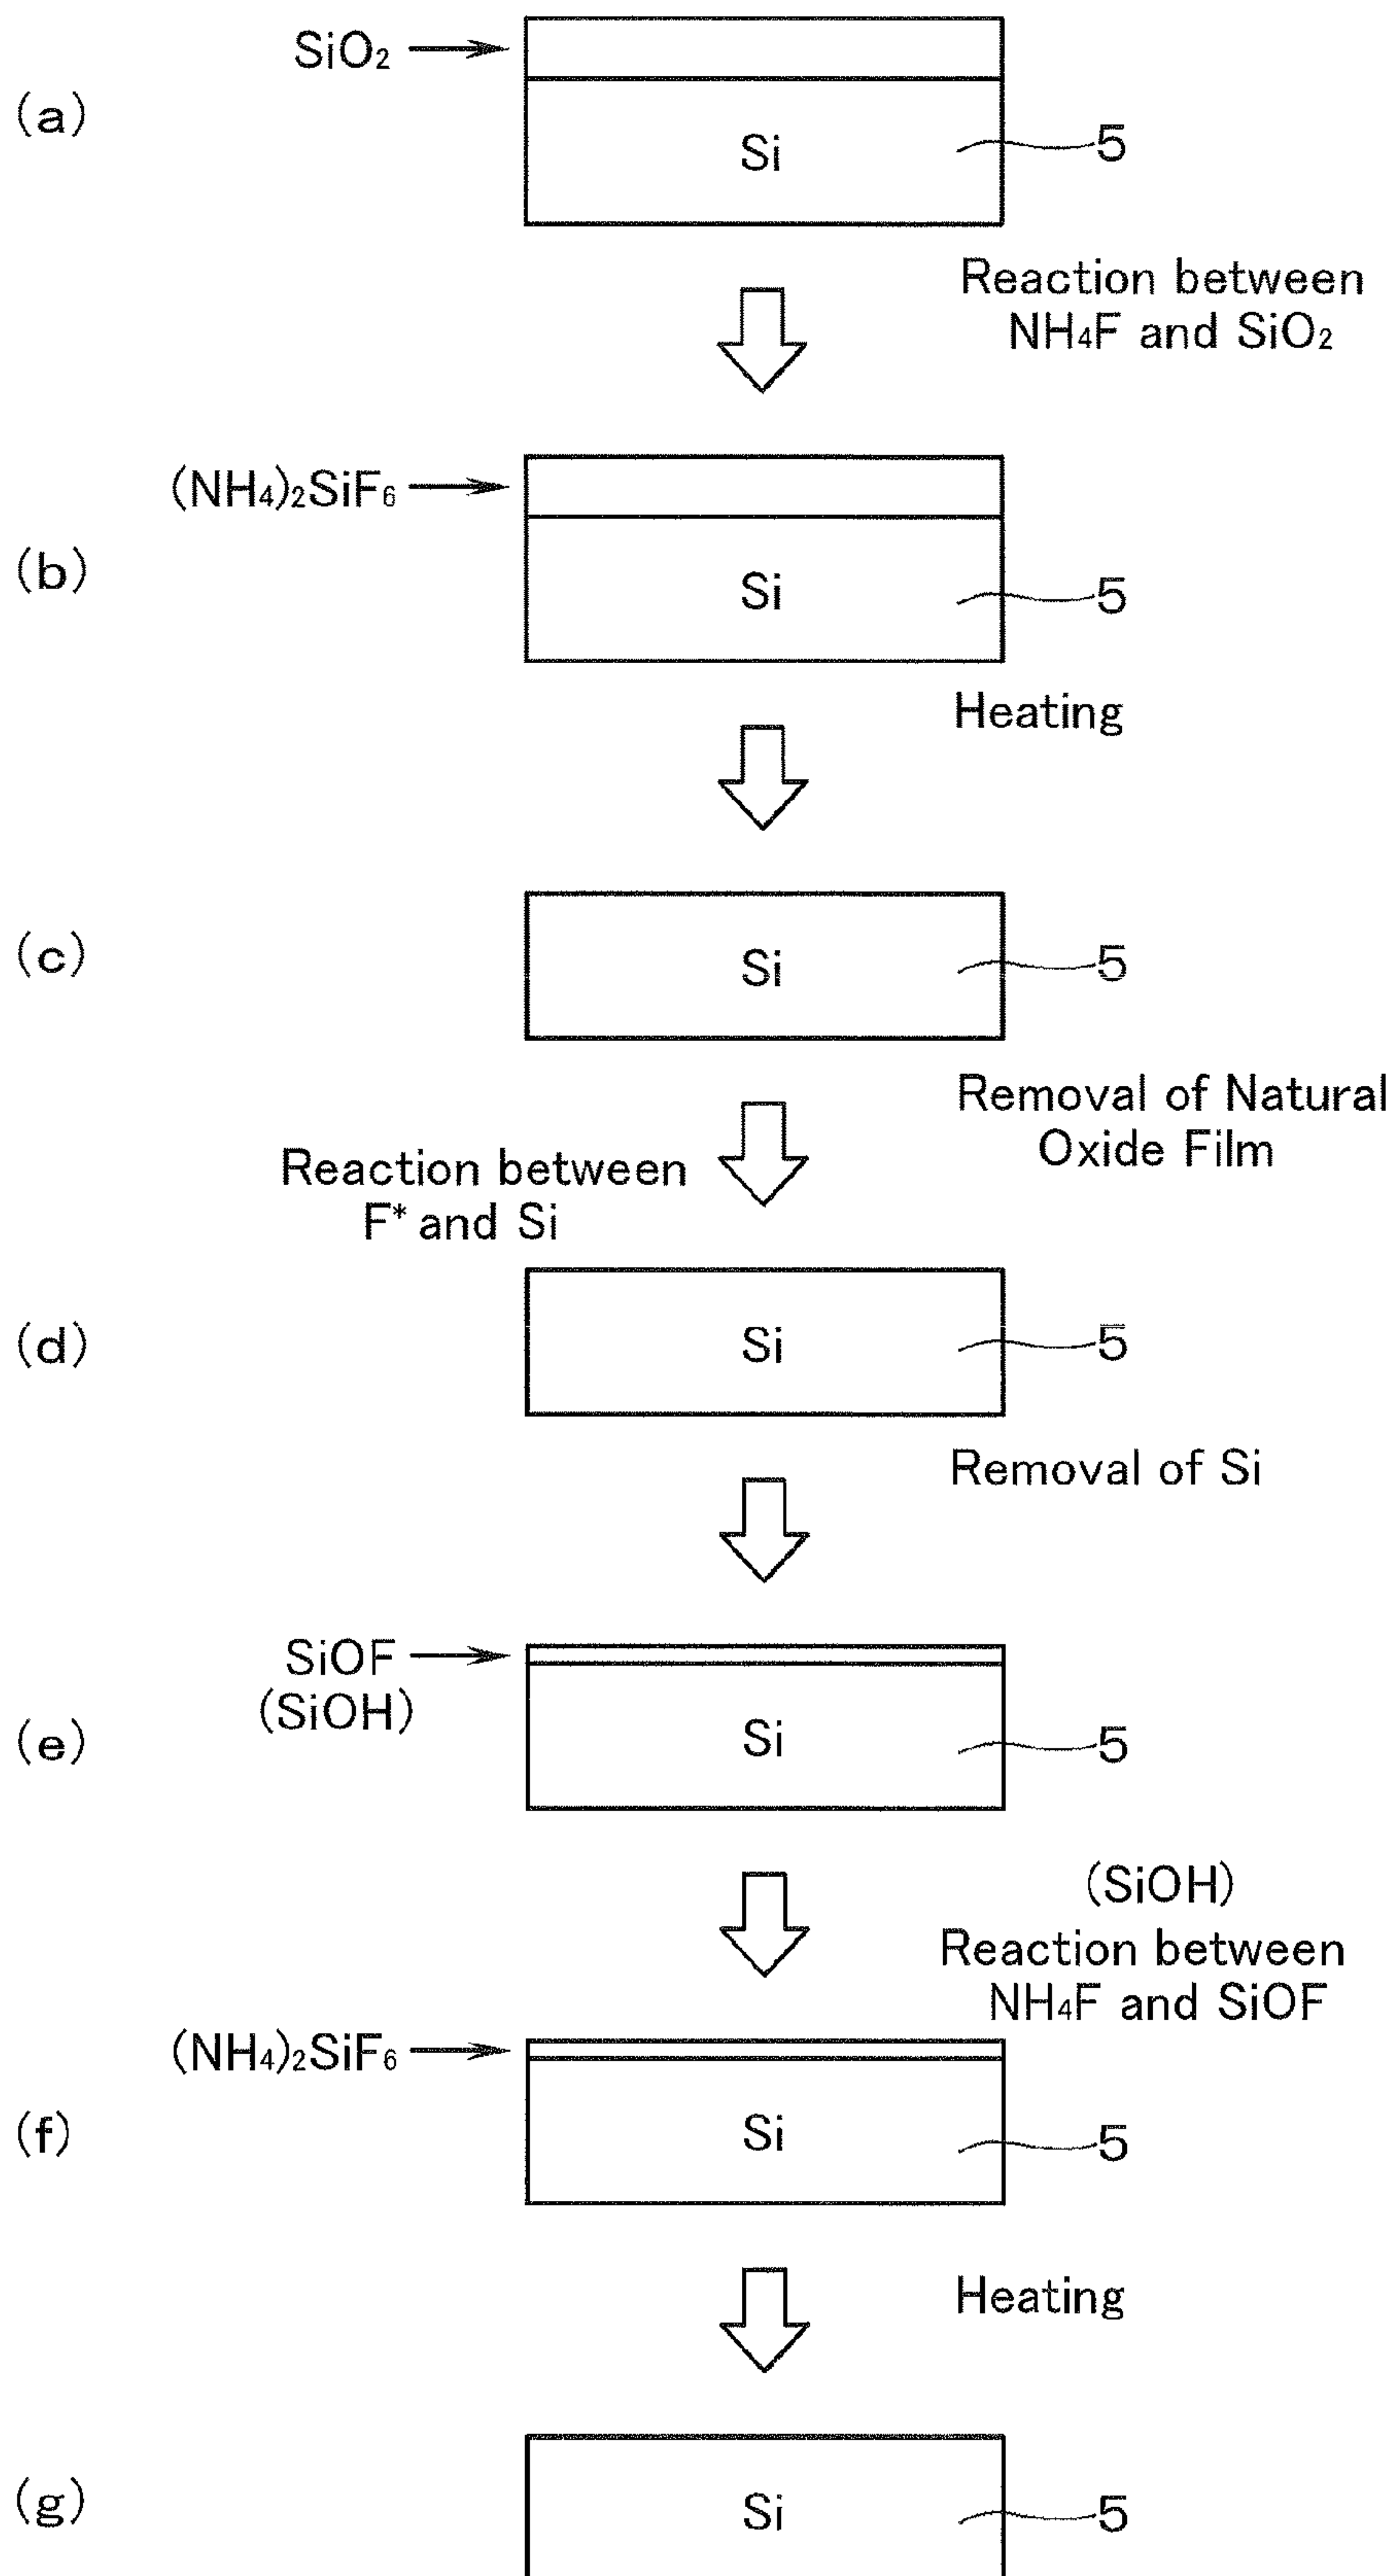 SiO₂
(a)
Si
5
Reaction between
NH₄F and SiO₂
(NH₄)₂SiF₆
(b)
Si
5
Heating
(c)
Si
5
Removal of Natural
Oxide Film
Reaction between
F* and Si
(d)
Si
5
Removal of Si
SiOF
(SiOH)
(e)
Si
5
(SiOH)
Reaction between
NH₄F and SiOF
(NH₄)₂SiF₆
(f)
Si
5
Heating
(g)
Si
5